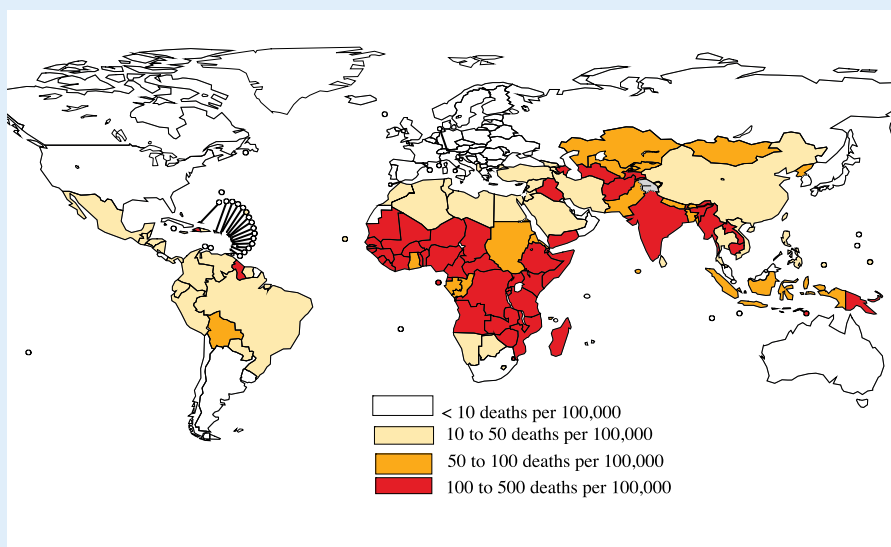 < 10 deaths per 100,000
10 to 50 deaths per 100,000
50 to 100 deaths per 100,000
100 to 500 deaths per 100,000